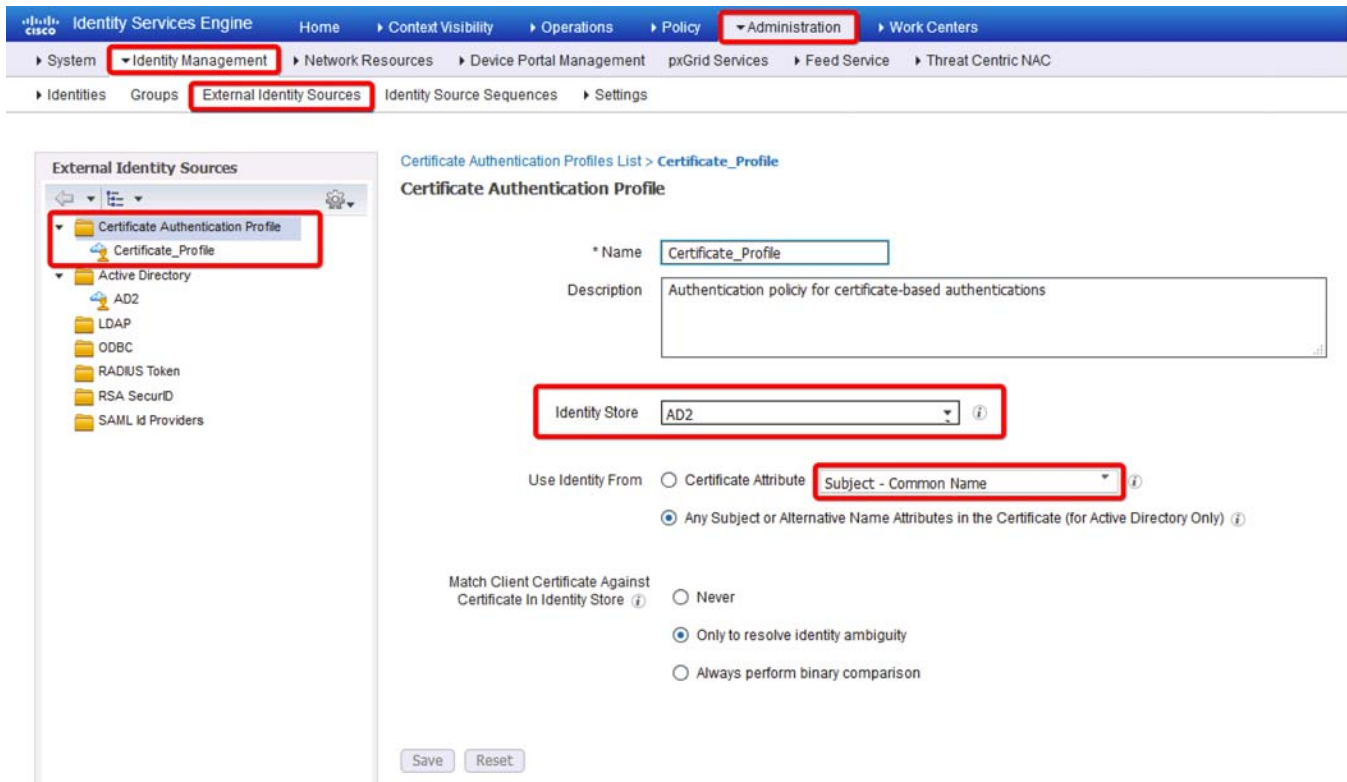 cisco Identity Services Engine Home Context Visibility Operations Policy Administration Work Centers
System Identity Management Network Resources Device Portal Management pxGrid Services Feed Service Threat Centric NAC
Identities Groups External Identity Sources Identity Source Sequences Settings
External Identity Sources
Certificate Authentication Profile
Certificate_Profile
Active Directory
AD2
LDAP
ODBC
RADIUS Token
RSA SecurID
SAML Id Providers
Certificate Authentication Profiles List > Certificate_Profile
Certificate Authentication Profile
* Name Certificate_Profile
Description Authentication policiy for certificate-based authentications
Identity Store AD2
Use Identity From Certificate Attribute Subject - Common Name
Any Subject or Alternative Name Attributes in the Certificate (for Active Directory Only)
Match Client Certificate Against
Certificate In Identity Store Never
Only to resolve identity ambiguity
Always perform binary comparison
Save Reset